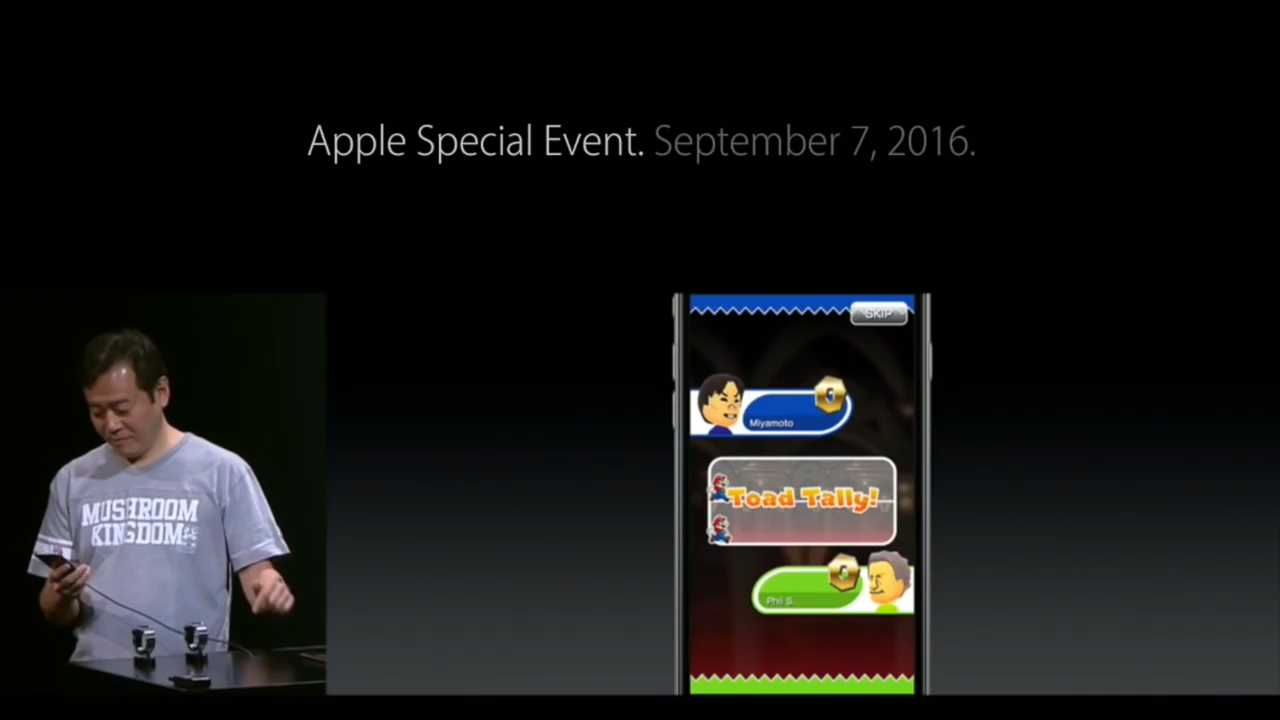 Apple Special Event. September 7, 2016.
SKIP
Miyamoto
Toad Tally!
Phil S.
MUSHROOM
KINGDOM